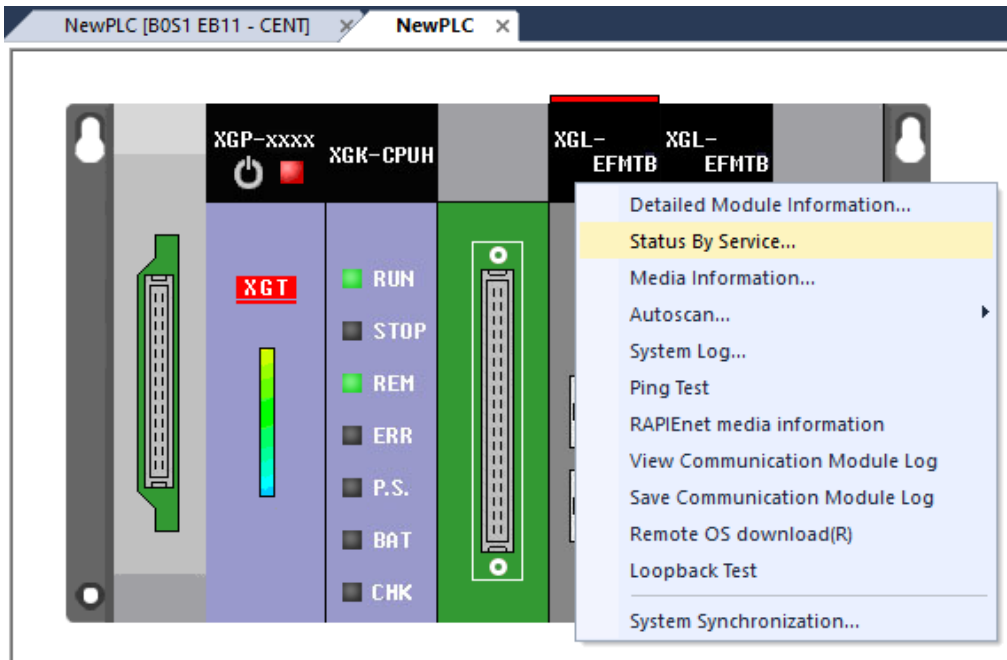 NewPLC [B0S1 EB11 - CENT]
NewPLC
XGP-xxxx
XGK-CPUH
XGL-
EFMTB
XGL-
EFMTB
XGT
RUN
STOP
REM
ERR
P.S.
BAT
CHK
Detailed Module Information...
Status By Service...
Media Information...
Autoscan...
System Log...
Ping Test
RAPIEnet media information
View Communication Module Log
Save Communication Module Log
Remote OS download(R)
Loopback Test
System Synchronization...